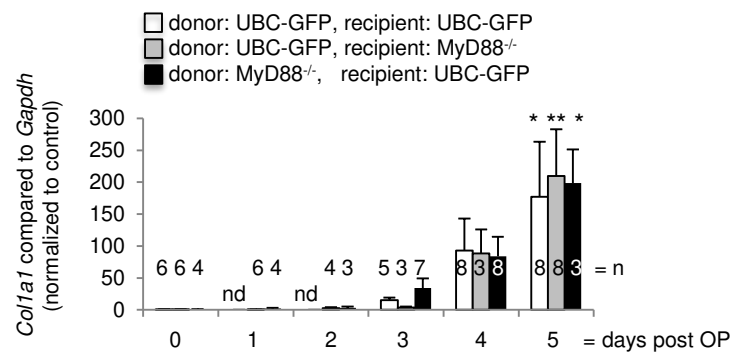 donor: UBC-GFP, recipient: UBC-GFP
donor: UBC-GFP, recipient: MyD88-/-
donor: MyD88-/-, recipient: UBC-GFP
Col1a1 compared to Gapdh
(normalized to control)
300
250
200
150
100
50
0
* ** *
6 6 4 6 4 4 3 5 3 7 8 3 8 8 8 3 = n
nd nd
0 1 2 3 4 5 = days post OP